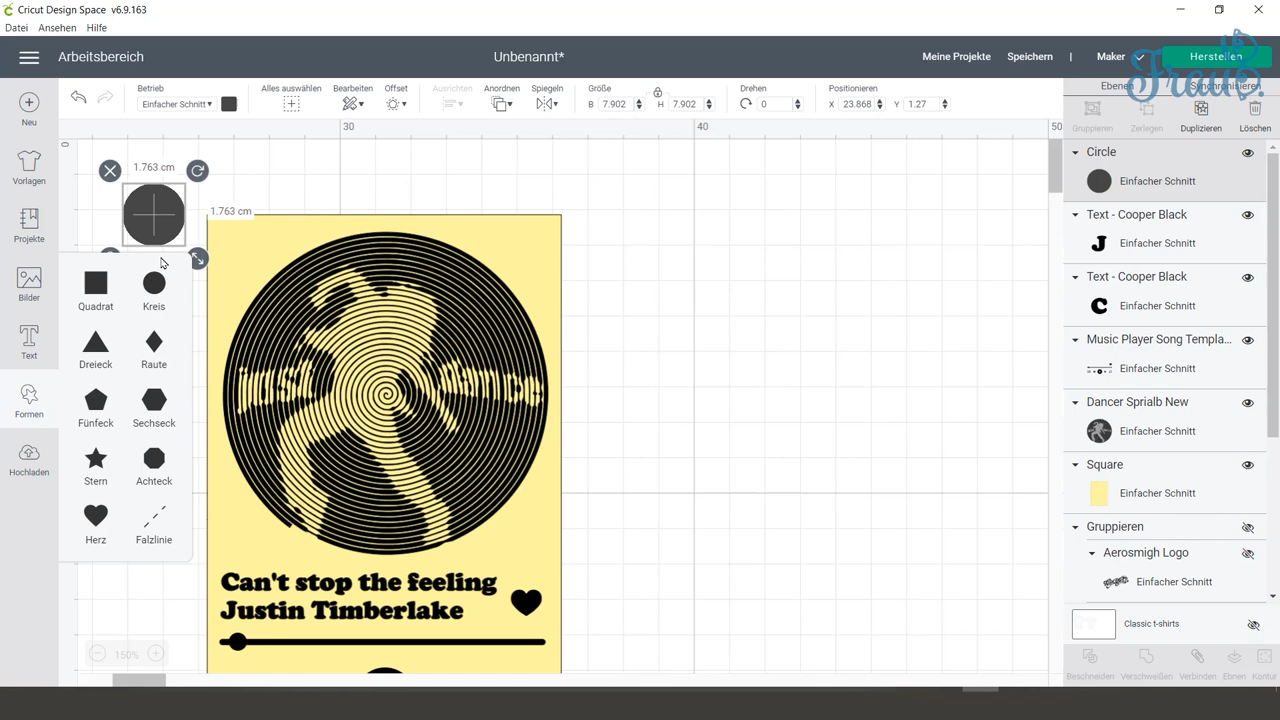 Cricut Design Space v6.9.163
Datei Ansehen Hilfe
Arbeitsbereich
Unbenannt*
Meine Projekte Speichern | Maker Herstellen
Frau
Neu
Vorlagen
Projekte
Bilder
Text
Formen
Hochladen
Betrieb
Einfacher Schnitt
Alles auswählen
Bearbeiten
Offset
Ausrichten
Anordnen
Spiegeln
Größe
B 7.902 H 7.902
Drehen
0
Positionieren
X 23.868 Y 1.27
0
30 40 50
1.763 cm
1.763 cm
Quadrat Kreis
Dreieck Raute
Fünfeck Sechseck
Stern Achteck
Herz Falzlinie
Just Dance
Can't stop the feeling
Justin Timberlake
150%
Ebenen Synchronisieren
Gruppieren Zerlegen Duplizieren Löschen
Circle
Einfacher Schnitt
Text - Cooper Black
J Einfacher Schnitt
Text - Cooper Black
C Einfacher Schnitt
Music Player Song Templa...
Einfacher Schnitt
Dancer Sprialb New
Einfacher Schnitt
Square
Einfacher Schnitt
Gruppieren
Aerosmigh Logo
Einfacher Schnitt
Classic t-shirts
Beschneiden Verschweißen Verbinden Ebnen Kontur